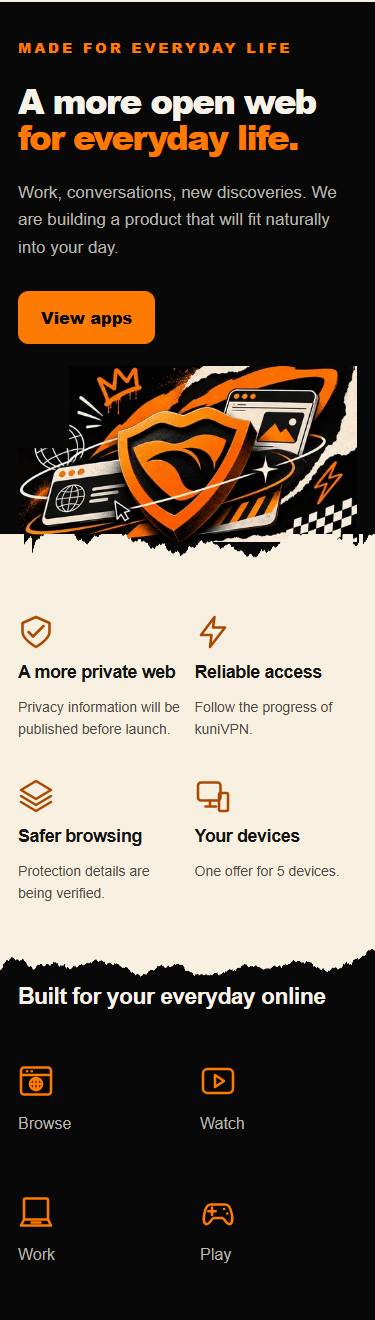 MADE FOR EVERYDAY LIFE
A more open web
for everyday life.
Work, conversations, new discoveries. We
are building a product that will fit naturally
into your day.
View apps
A more private web
Privacy information will be
published before launch.
Reliable access
Follow the progress of
kuniVPN.
Safer browsing
Protection details are
being verified.
Your devices
One offer for 5 devices.
Built for your everyday online
Browse
Watch
Work
Play